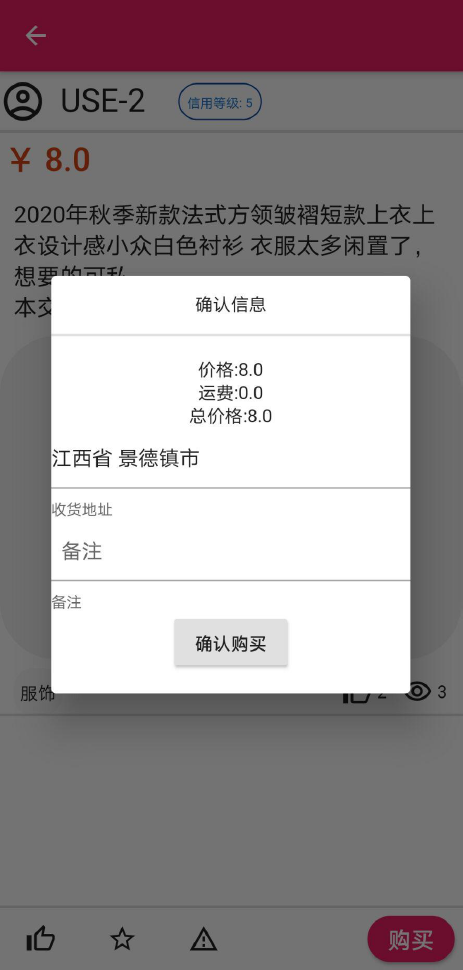 USE-2
信用等级: 5
¥ 8.0
2020年秋季新款法式方领皱褶短款上衣上
衣设计感小众白色衬衫 衣服太多闲置了，
想要的可私
本交
确认信息
价格:8.0
运费:0.0
总价格:8.0
江西省 景德镇市
收货地址
备注
备注
确认购买
服饰
2
3
购买